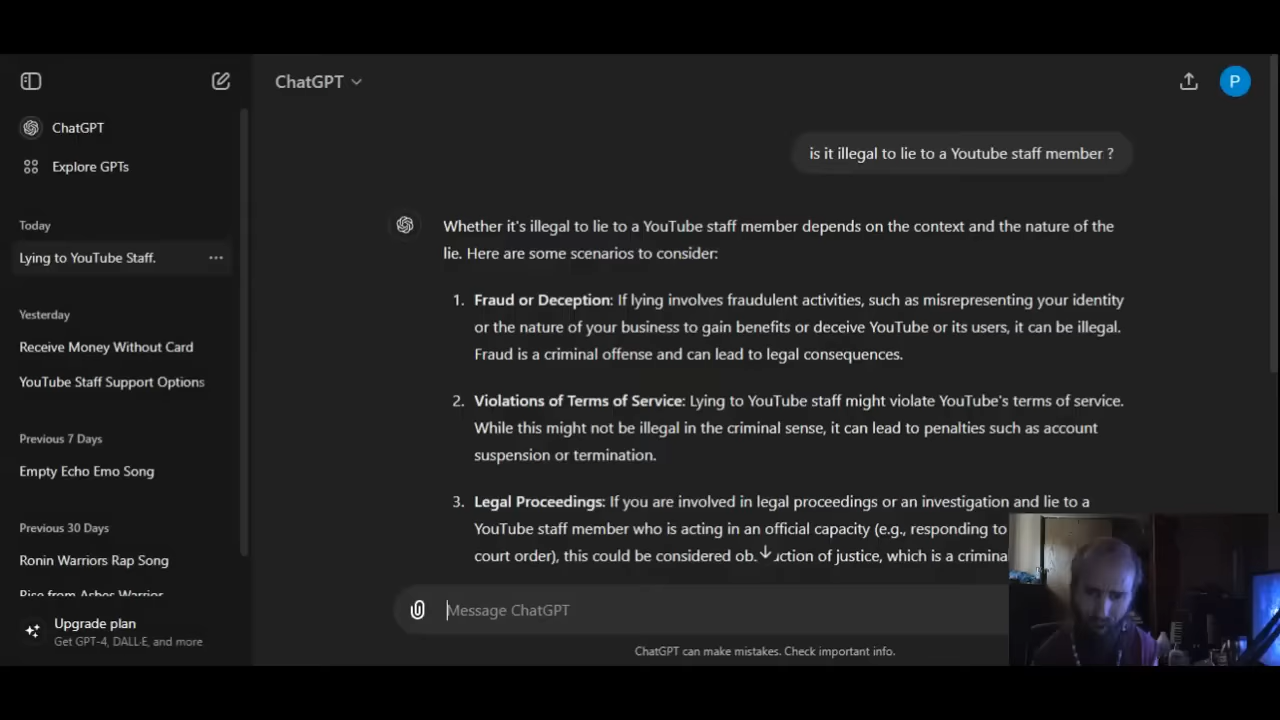 ChatGPT
P
ChatGPT
Explore GPTs
Today
Lying to YouTube Staff.
Yesterday
Receive Money Without Card
YouTube Staff Support Options
Previous 7 Days
Empty Echo Emo Song
Previous 30 Days
Ronin Warriors Rap Song
Rise from Ashes Warrior
Upgrade plan
Get GPT-4, DALL·E, and more
is it illegal to lie to a Youtube staff member ?
Whether it's illegal to lie to a YouTube staff member depends on the context and the nature of the
lie. Here are some scenarios to consider:
1. Fraud or Deception: If lying involves fraudulent activities, such as misrepresenting your identity
or the nature of your business to gain benefits or deceive YouTube or its users, it can be illegal.
Fraud is a criminal offense and can lead to legal consequences.
2. Violations of Terms of Service: Lying to YouTube staff might violate YouTube's terms of service.
While this might not be illegal in the criminal sense, it can lead to penalties such as account
suspension or termination.
3. Legal Proceedings: If you are involved in legal proceedings or an investigation and lie to a
YouTube staff member who is acting in an official capacity (e.g., responding to
court order), this could be considered of justice, which is a
Message ChatGPT
ChatGPT can make mistakes. Check important info.